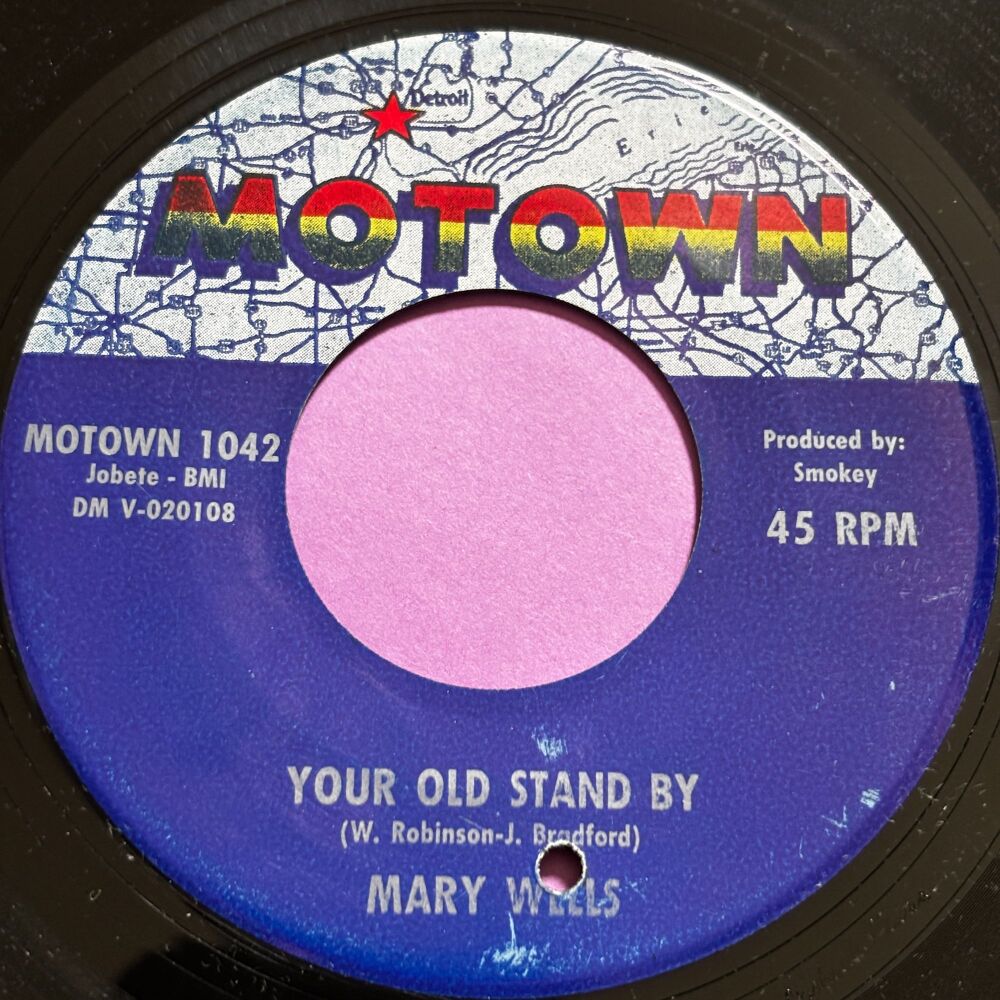 Detroit
Erie
MOTOWN
MOTOWN 1042
Jobete - BMI
DM V-020108
Produced by:
Smokey
45 RPM
YOUR OLD STAND BY
(W. Robinson-J. Bradford)
MARY WELLS